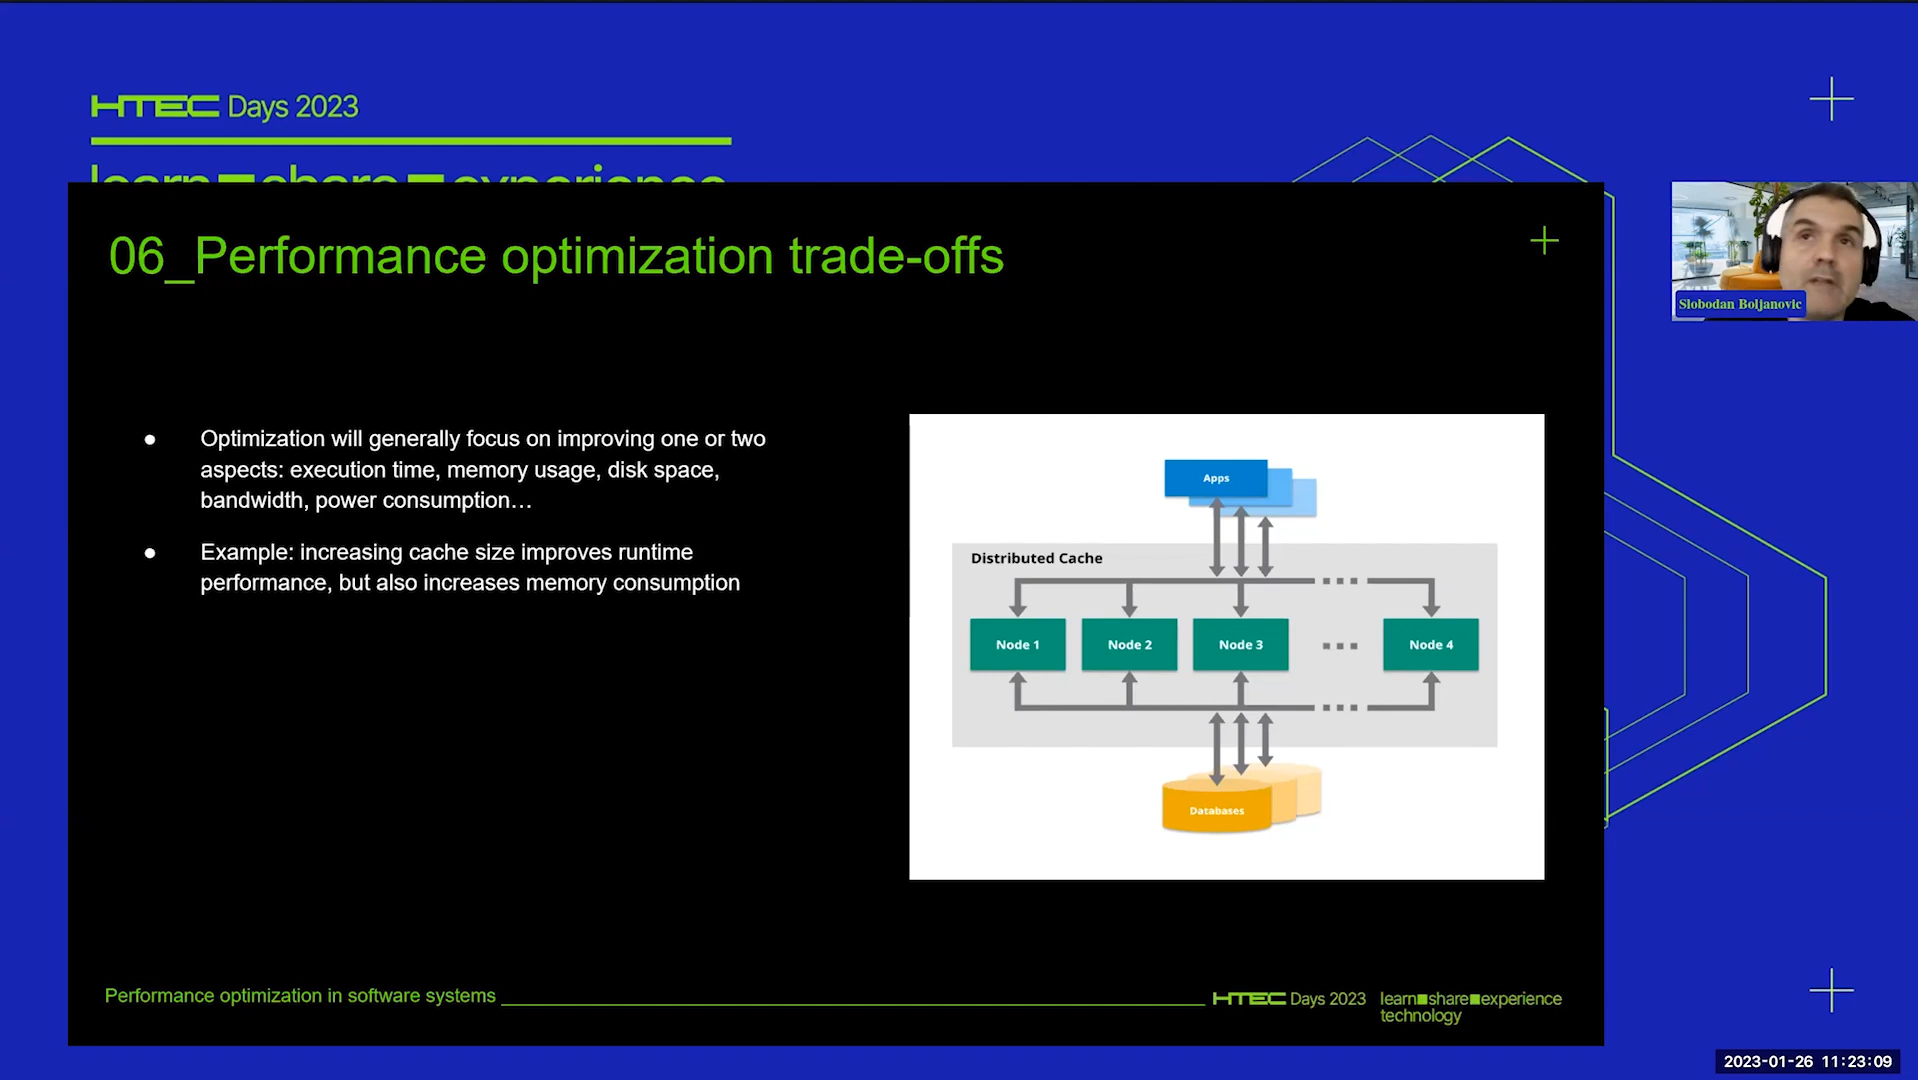 HTEC Days 2023
learn share experience
06_Performance optimization trade-offs
Slobodan Boljanovic
● Optimization will generally focus on improving one or two
aspects: execution time, memory usage, disk space,
bandwidth, power consumption…
● Example: increasing cache size improves runtime
performance, but also increases memory consumption
Apps
Distributed Cache
Node 1
Node 2
Node 3
Node 4
Databases
Performance optimization in software systems
HTEC Days 2023
learn■share■experience
technology
2023-01-26 11:23:09